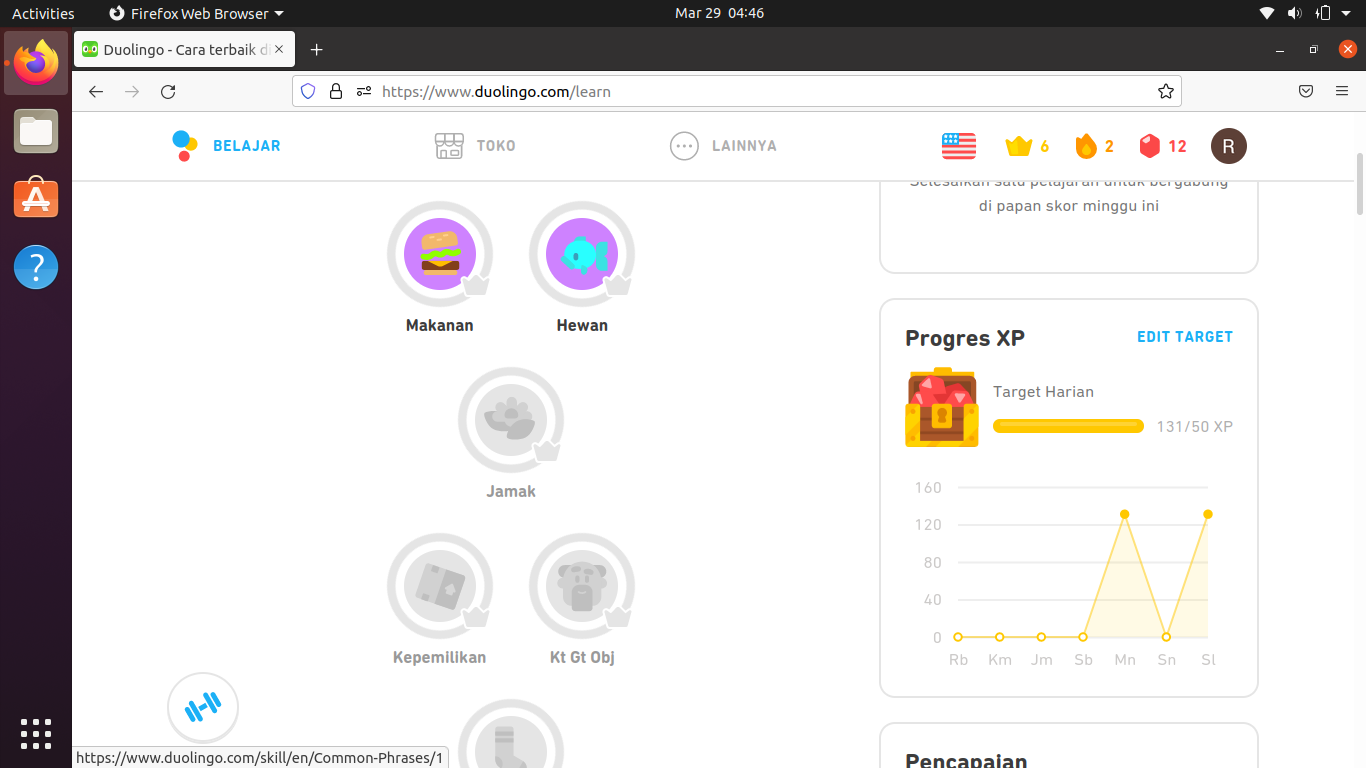 Activities
Firefox Web Browser
Mar 29 04:46
Duolingo - Cara terbaik d
https://www.duolingo.com/learn
BELAJAR
TOKO
LAINNYA
6
2
12
R
Selesaikan satu pelajaran untuk bergabung
di papan skor minggu ini
Makanan
Hewan
Jamak
Kepemilikan
Kt Gt Obj
Progres XP
EDIT TARGET
Target Harian
131/50 XP
160
120
80
40
0
Rb Km Jm Sb Mn Sn Sl
Pencapaian
https://www.duolingo.com/skill/en/Common-Phrases/1